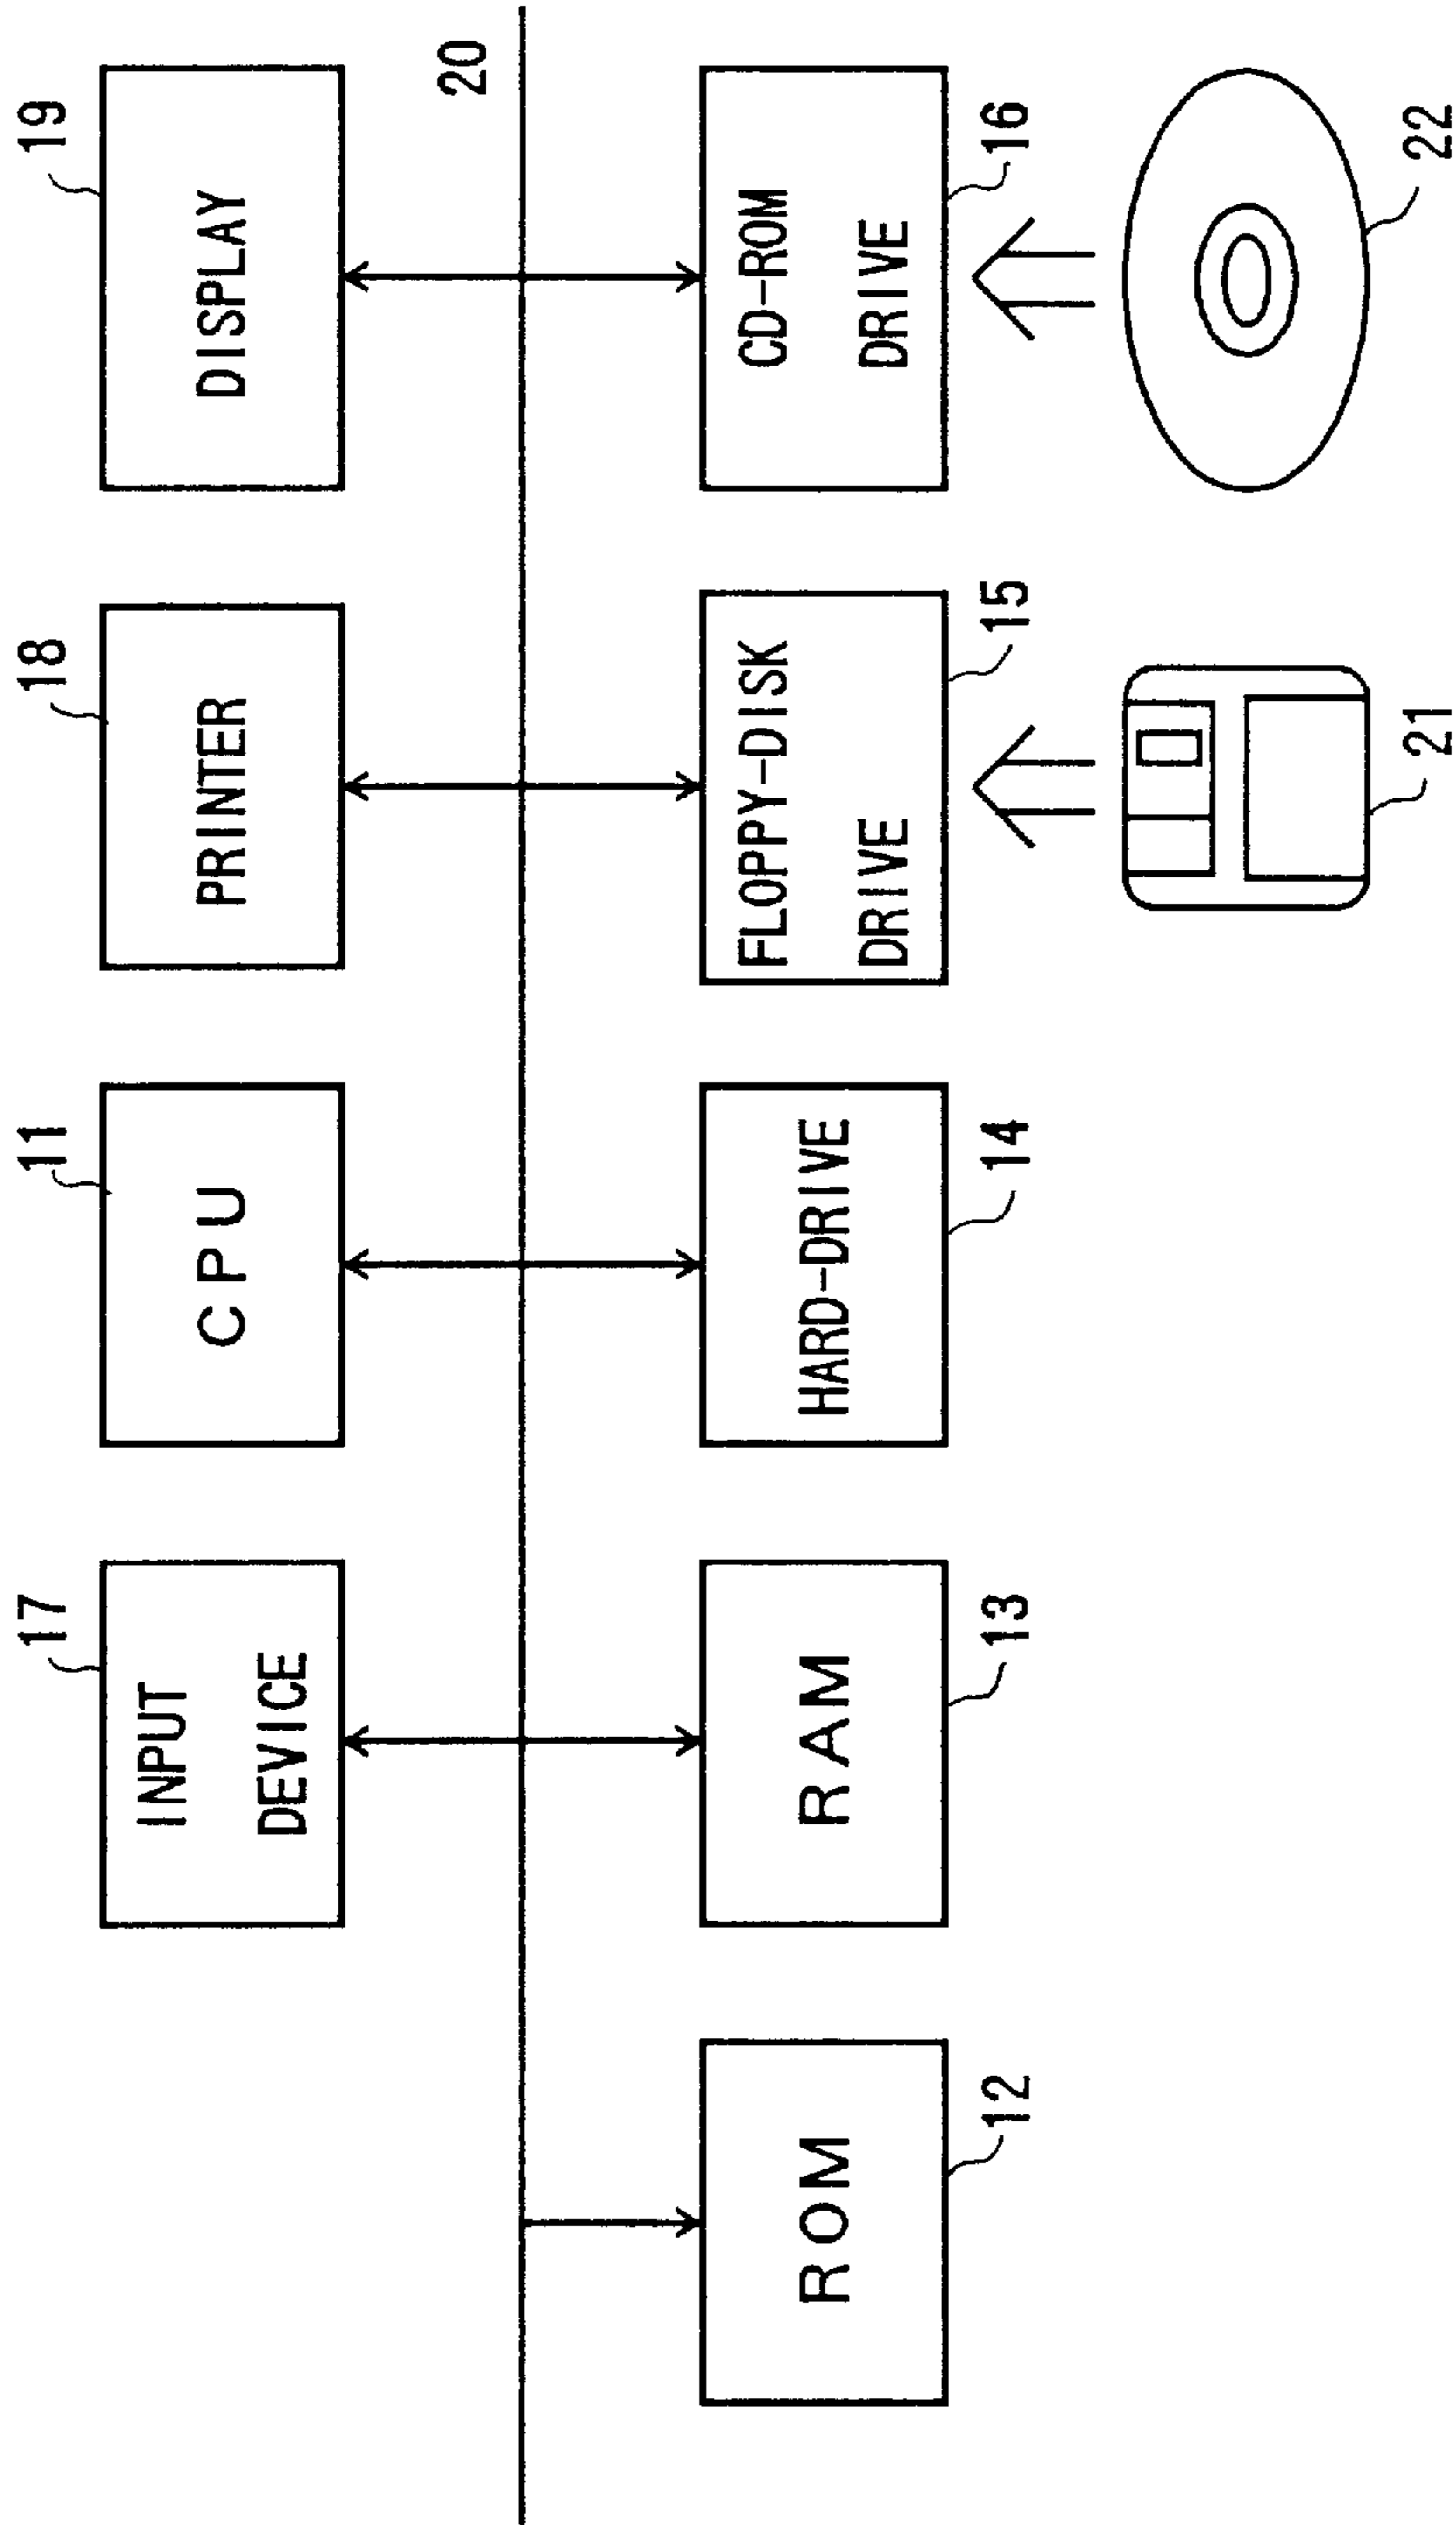 17
INPUT
DEVICE
11
CPU
18
PRINTER
19
DISPLAY
20
ROM
12
RAM
13
HARD-DRIVE
14
FLOPPY-DISK
DRIVE
15
CD-ROM
DRIVE
16
21
22